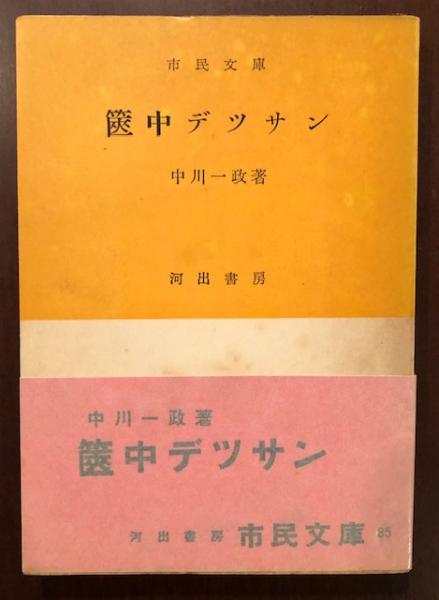 市民文庫
篋中デツサン
中川一政著
河出書房
中川一政著
篋中デツサン
河出書房 市民文庫 85